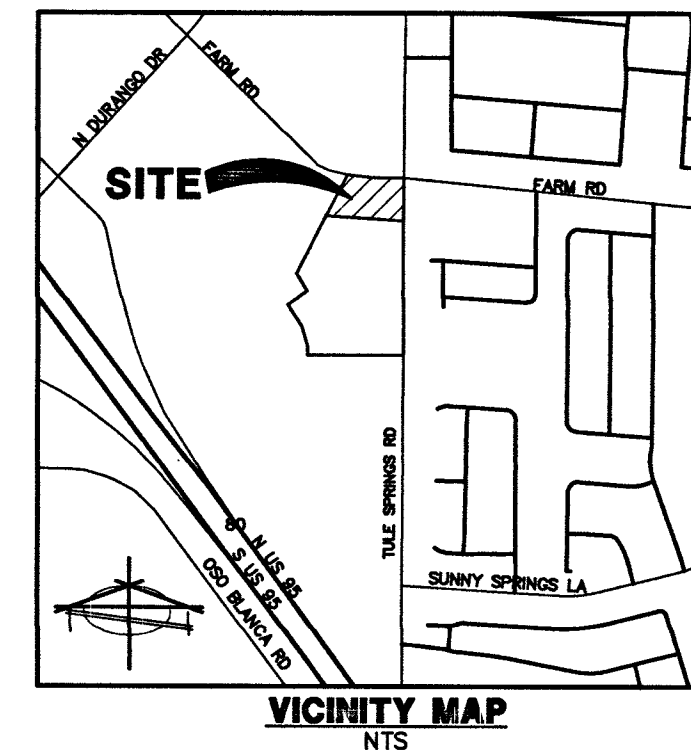 N DURANGO DR
FARM RD
SITE
FARM RD
TULE SPRINGS RD
8D N US 95
S US 95
OSO BLANCA RD
SUNNY SPRINGS LA
VICINITY MAP
NTS